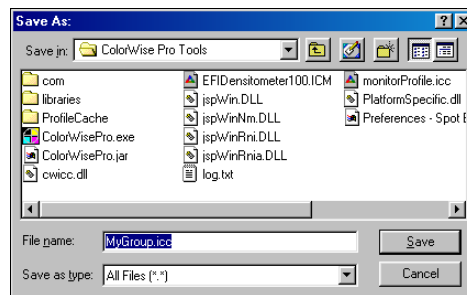 Save As:
Save in: ColorWise Pro Tools
com
libraries
ProfileCache
ColorWisePro.exe
ColorWisePro.jar
cwicc.dll
EFIDensitometer100.ICM
jspWin.DLL
jspWinNm.DLL
jspWinRni.DLL
jspWinRnia.DLL
log.txt
monitorProfile.icc
PlatformSpecific.dll
Preferences - Spot E
File name: MyGroup.icc
Save
Save as type: All Files (*.*)
Cancel